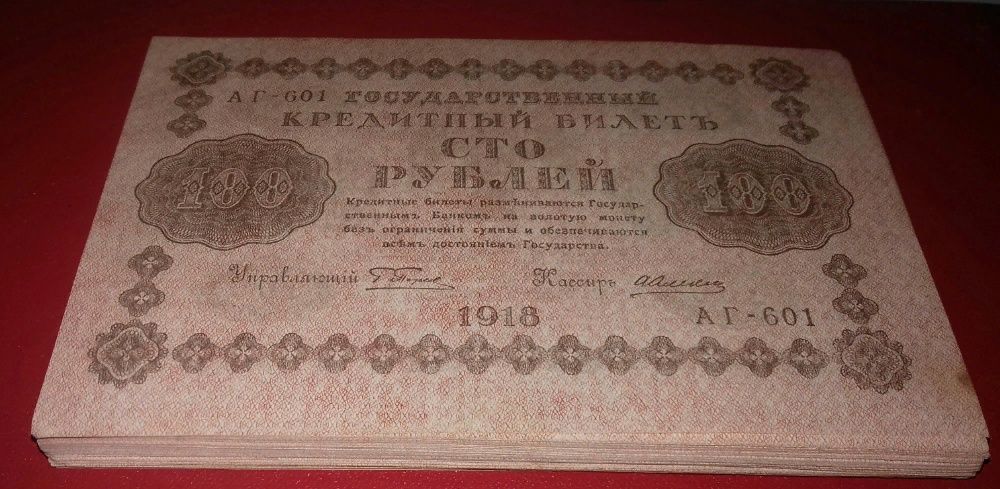 АГ-601 ГОСУДАРСТВЕННЫЙ
КРЕДИТНЫЙ БИЛЕТЪ
СТО
РУБЛЕЙ
100
100
Кредитные билеты размѣниваются Государ-
ственнымъ Банкомъ на золотую монету
безъ ограниченія суммы и обезпечиваются
всѣмъ достояніемъ Государства.
Управляющій Кассиръ
1918 АГ-601